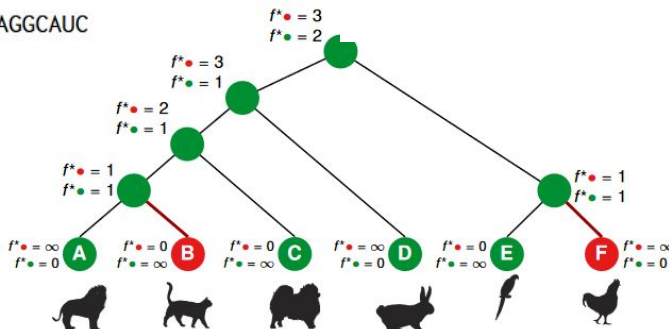 AGGCAUC
f*● = 3
f*● = 2
f*● = 3
f*● = 1
f*● = 2
f*● = 1
f*● = 1
f*● = 1
f*● = 1
f*● = 1
f*● = ∞
f*● = 0
A
f*● = 0
f*● = ∞
B
f*● = 0
f*● = ∞
C
f*● = ∞
f*● = 0
D
f*● = 0
f*● = ∞
E
F
f*● = ∞
f*● = 0